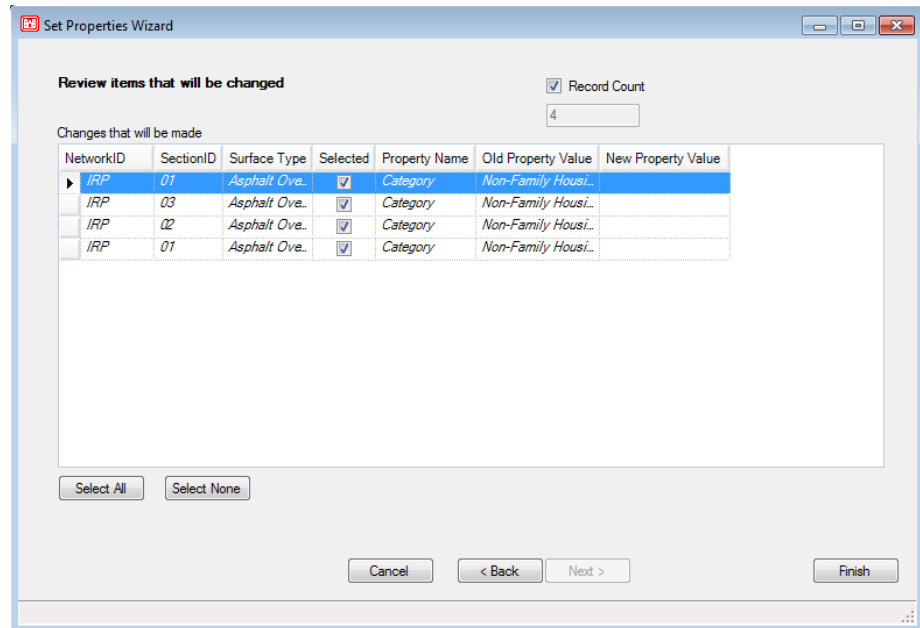 Set Properties Wizard
Review items that will be changed
Record Count
4
Changes that will be made
NetworkID SectionID Surface Type Selected Property Name Old Property Value New Property Value
IRP 01 Asphalt Ove... Category Non-Family Housi...
IRP 03 Asphalt Ove... Category Non-Family Housi...
IRP 02 Asphalt Ove... Category Non-Family Housi...
IRP 01 Asphalt Ove... Category Non-Family Housi...
Select All Select None
Cancel < Back Next > Finish